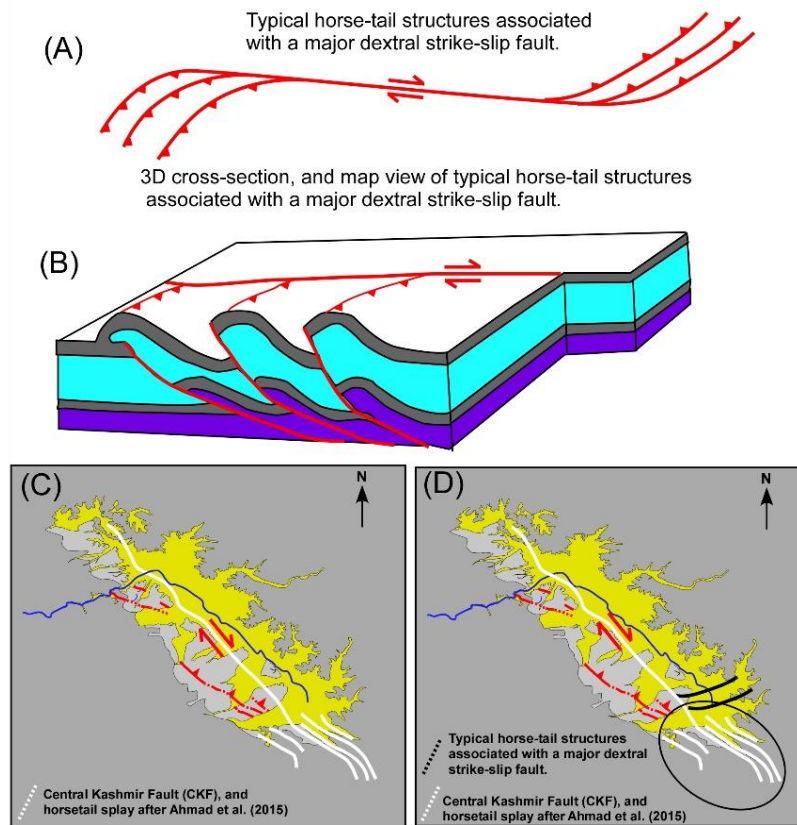 (A)
Typical horse-tail structures associated
with a major dextral strike-slip fault.
3D cross-section, and map view of typical horse-tail structures
associated with a major dextral strike-slip fault.
(B)
(C)
N
Central Kashmir Fault (CKF), and
horsetail splay after Ahmad et al. (2015)
(D)
N
Typical horse-tail structures
associated with a major dextral
strike-slip fault.
Central Kashmir Fault (CKF), and
horsetail splay after Ahmad et al. (2015)